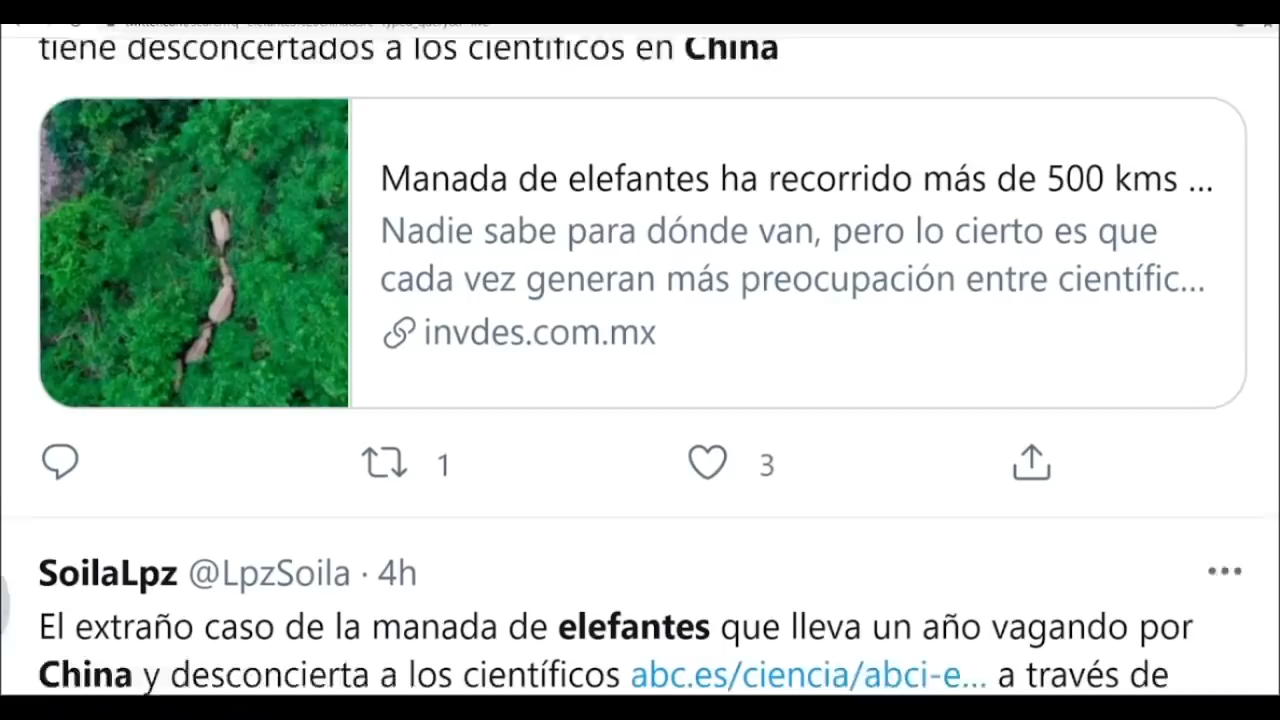 tiene desconcertados a los científicos en China
Manada de elefantes ha recorrido más de 500 kms ...
Nadie sabe para dónde van, pero lo cierto es que
cada vez generan más preocupación entre científic...
invdes.com.mx
1
3
SoilaLpz @LpzSoila · 4h
El extraño caso de la manada de elefantes que lleva un año vagando por
China y desconcierta a los científicos abc.es/ciencia/abci-e... a través de